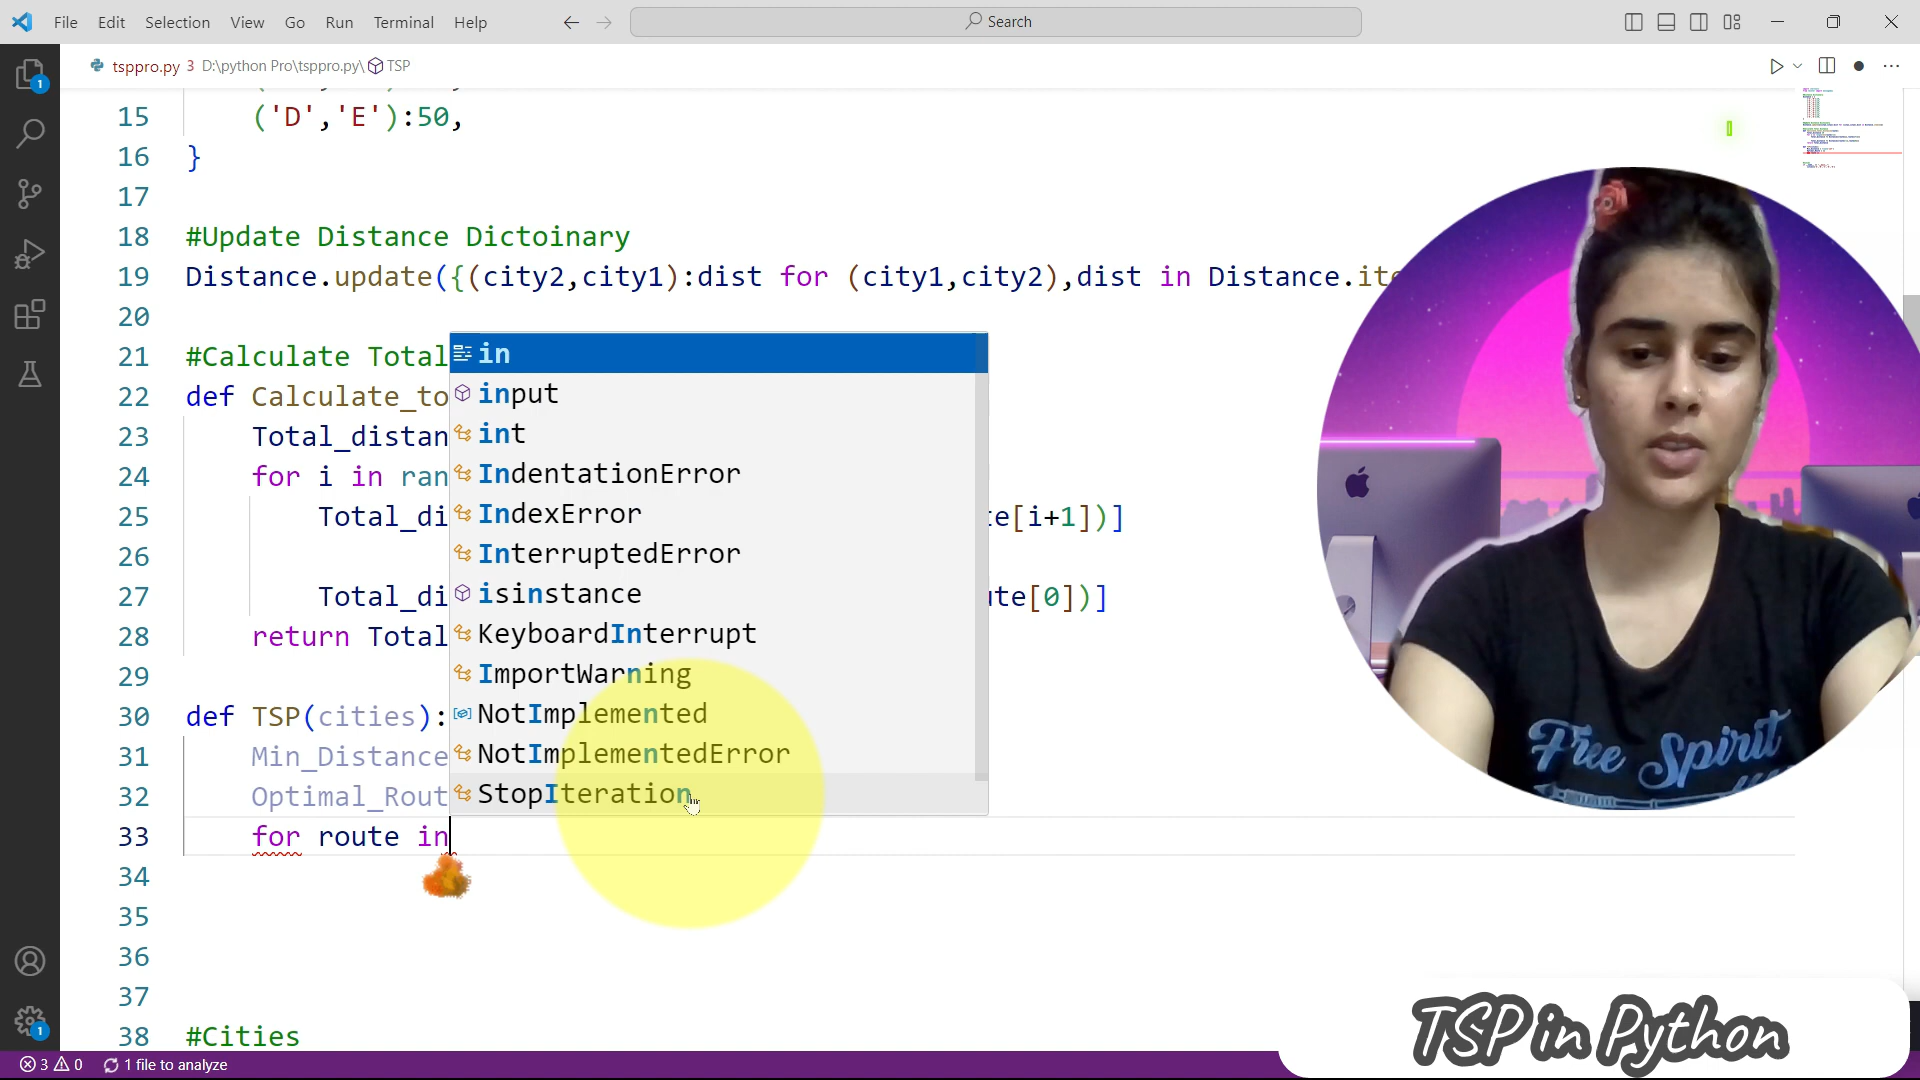 File Edit Selection View Go Run Terminal Help
Search
tsppro.py 3 D:\python Pro\tsppro.py\ TSP
15 ('D','E'):50,
16 }
17
18 #Update Distance Dictoinary
19 Distance.update({(city2,city1):dist for (city1,city2),dist in Distance.ite
20
21 #Calculate Total
22 def Calculate_to
23 Total_distan
24 for i in ran
25 Total_di te[i+1])]
26
27 Total_di ute[0])]
28 return Total
29
30 def TSP(cities):
31 Min_Distance
32 Optimal_Rout
33 for route in
34
35
36
37
38 #Cities
in
input
int
IndentationError
IndexError
InterruptedError
isinstance
KeyboardInterrupt
ImportWarning
NotImplemented
NotImplementedError
StopIteration
1
1
Free Spirit
TSP in Python
3 0 1 file to analyze